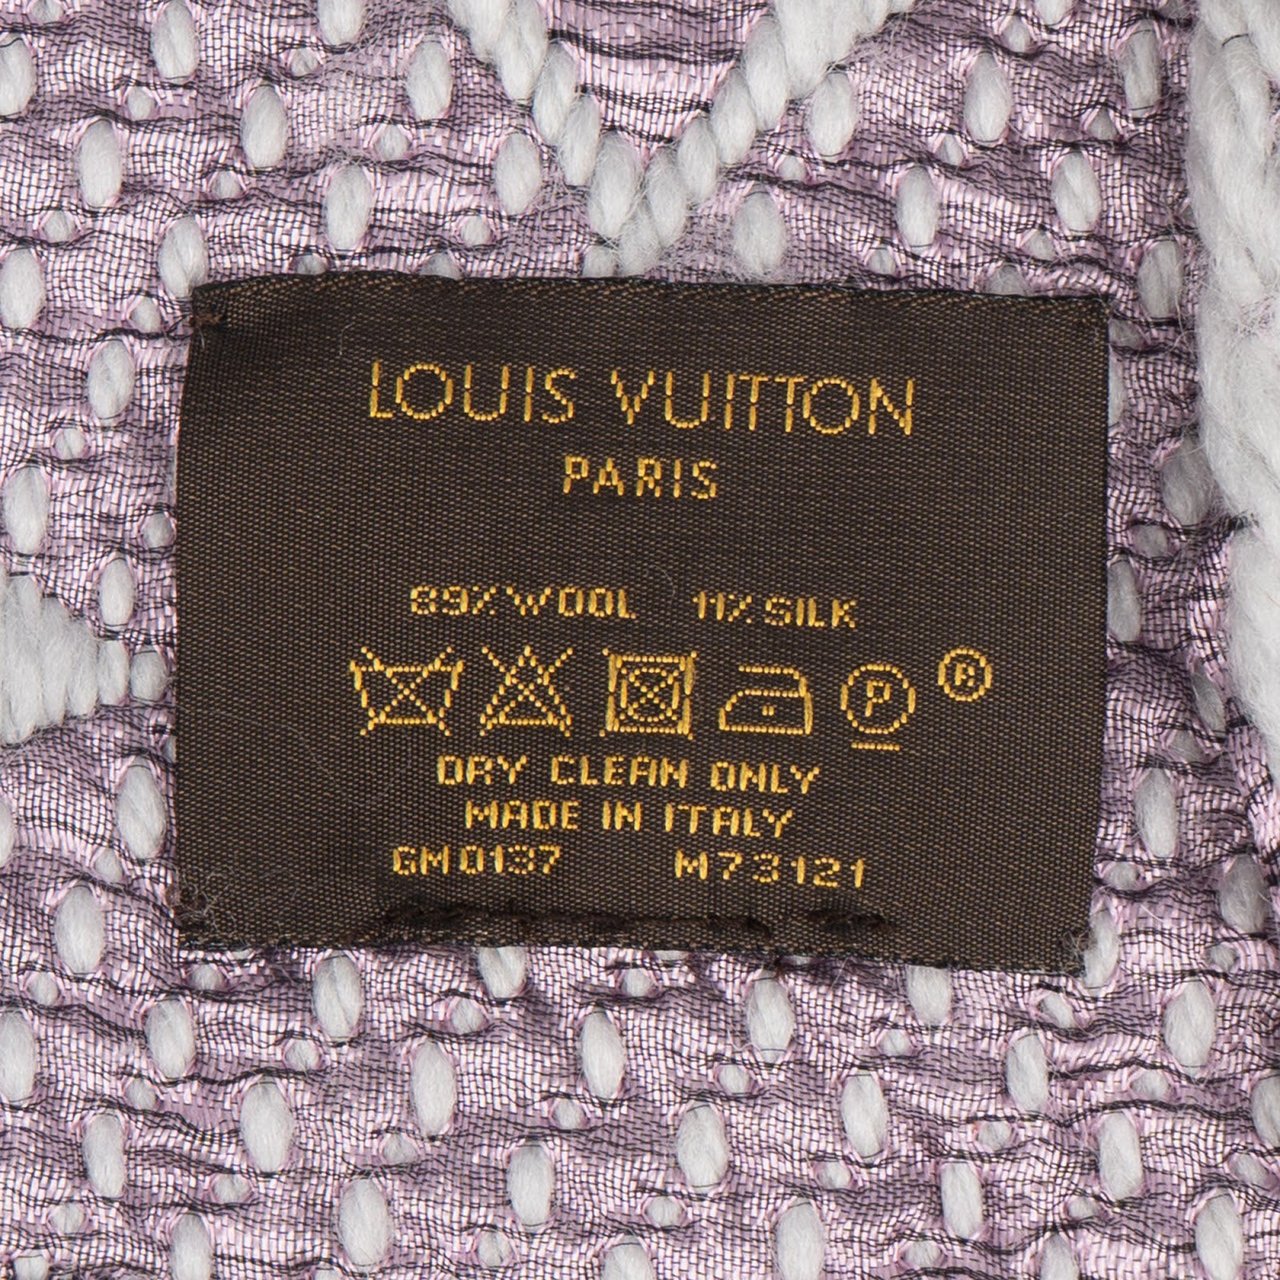 LOUIS VUITTON
PARIS
89% WOOL 11% SILK
P ®
DRY CLEAN ONLY
MADE IN ITALY
GM0137 M73121